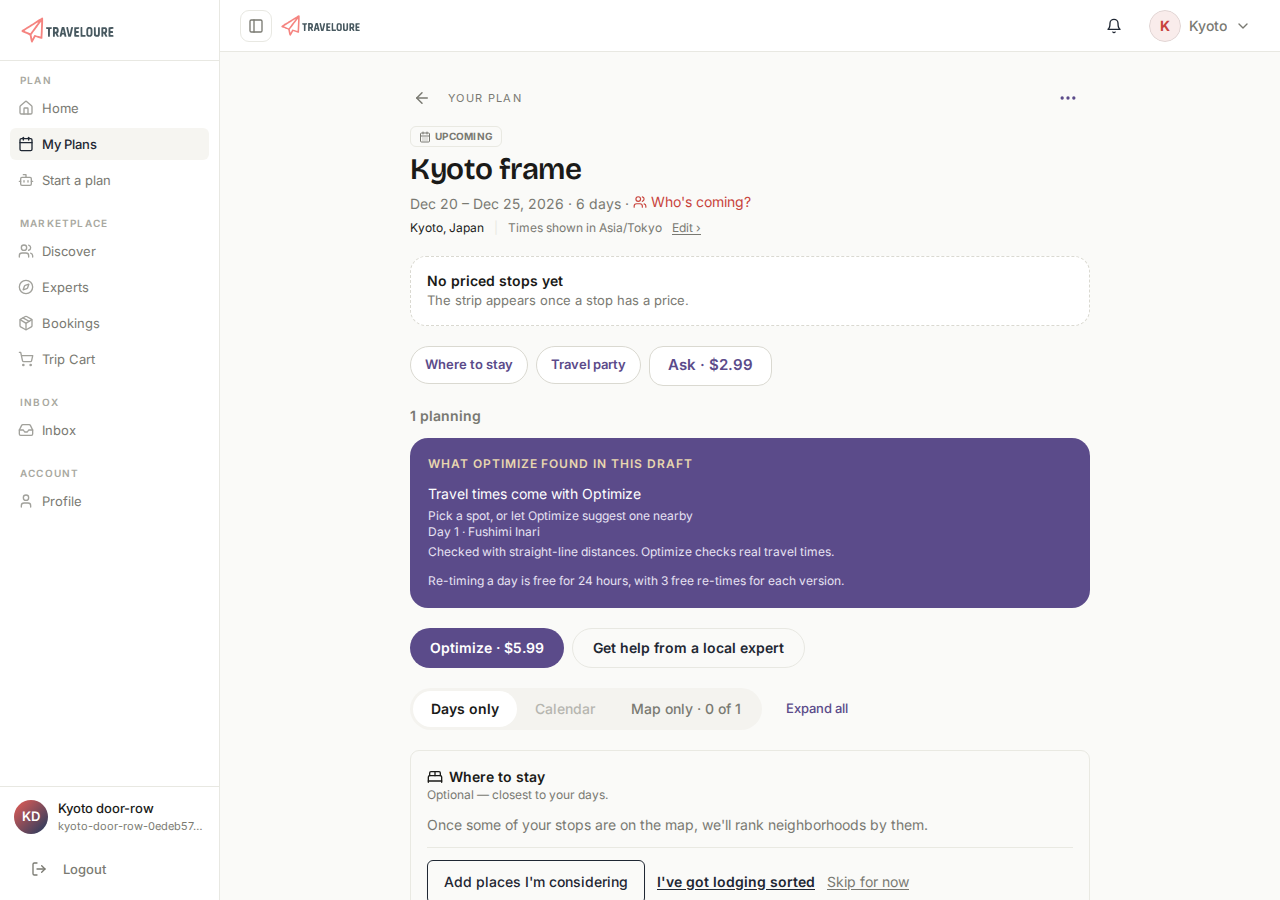 TRAVELOURE
PLAN
Home
My Plans
Start a plan
MARKETPLACE
Discover
Experts
Bookings
Trip Cart
INBOX
Inbox
ACCOUNT
Profile
KD
Kyoto door-row
kyoto-door-row-0edeb57...
Logout
TRAVELOURE
K
Kyoto
YOUR PLAN
UPCOMING
Kyoto frame
Dec 20 – Dec 25, 2026 · 6 days · Who's coming?
Kyoto, Japan
Times shown in Asia/Tokyo
Edit ›
No priced stops yet
The strip appears once a stop has a price.
Where to stay
Travel party
Ask · $2.99
1 planning
WHAT OPTIMIZE FOUND IN THIS DRAFT
Travel times come with Optimize
Pick a spot, or let Optimize suggest one nearby
Day 1 · Fushimi Inari
Checked with straight-line distances. Optimize checks real travel times.
Re-timing a day is free for 24 hours, with 3 free re-times for each version.
Optimize · $5.99
Get help from a local expert
Days only
Calendar
Map only · 0 of 1
Expand all
Where to stay
Optional — closest to your days.
Once some of your stops are on the map, we'll rank neighborhoods by them.
Add places I'm considering
I've got lodging sorted
Skip for now